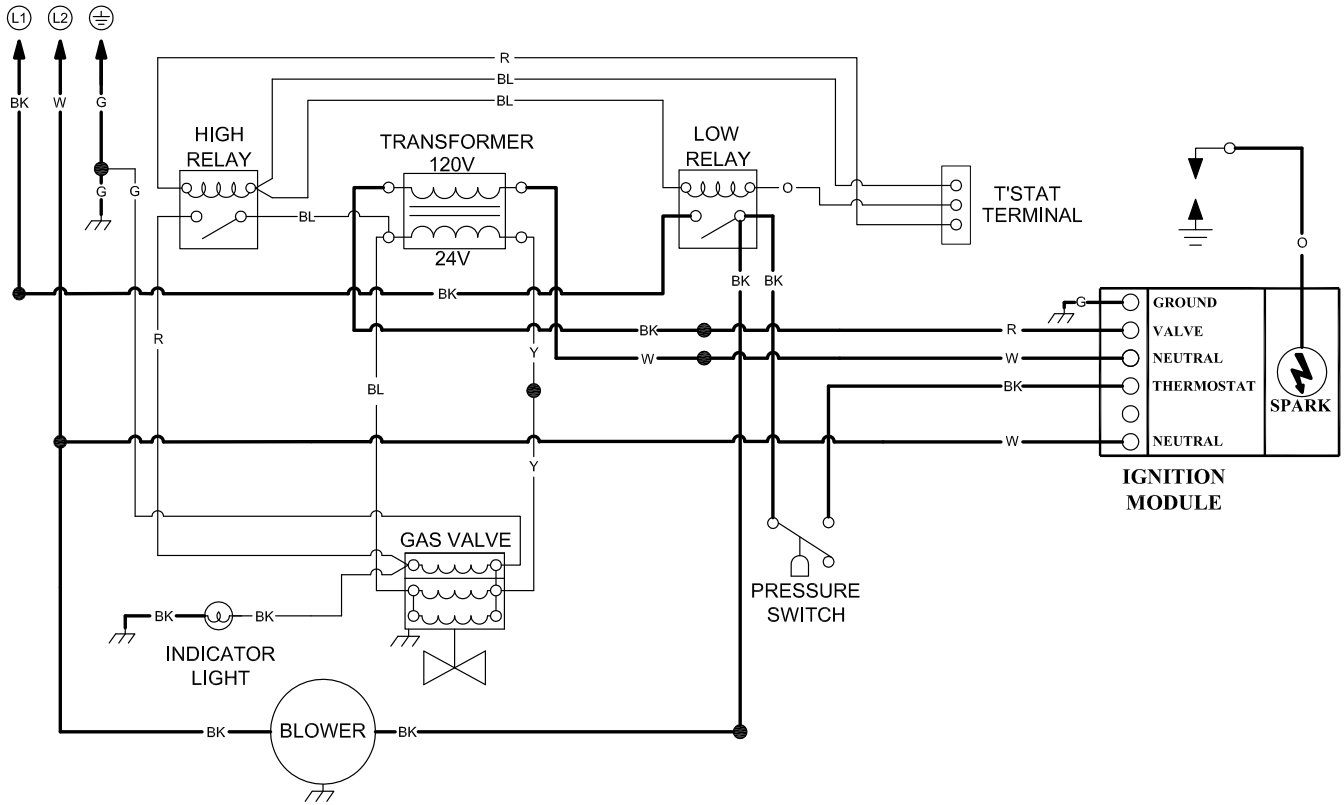 L1 L2
R
BL
BK W G
BL
HIGH
RELAY
TRANSFORMER
120V
LOW
RELAY
G G
O
T'STAT
TERMINAL
BL
24V
O
BK
BK BK
G GROUND
R
BK
R VALVE
Y
W
W NEUTRAL
BL
BK THERMOSTAT
SPARK
W NEUTRAL
Y
IGNITION
MODULE
GAS VALVE
PRESSURE
SWITCH
BK BK
INDICATOR
LIGHT
BK BLOWER BK